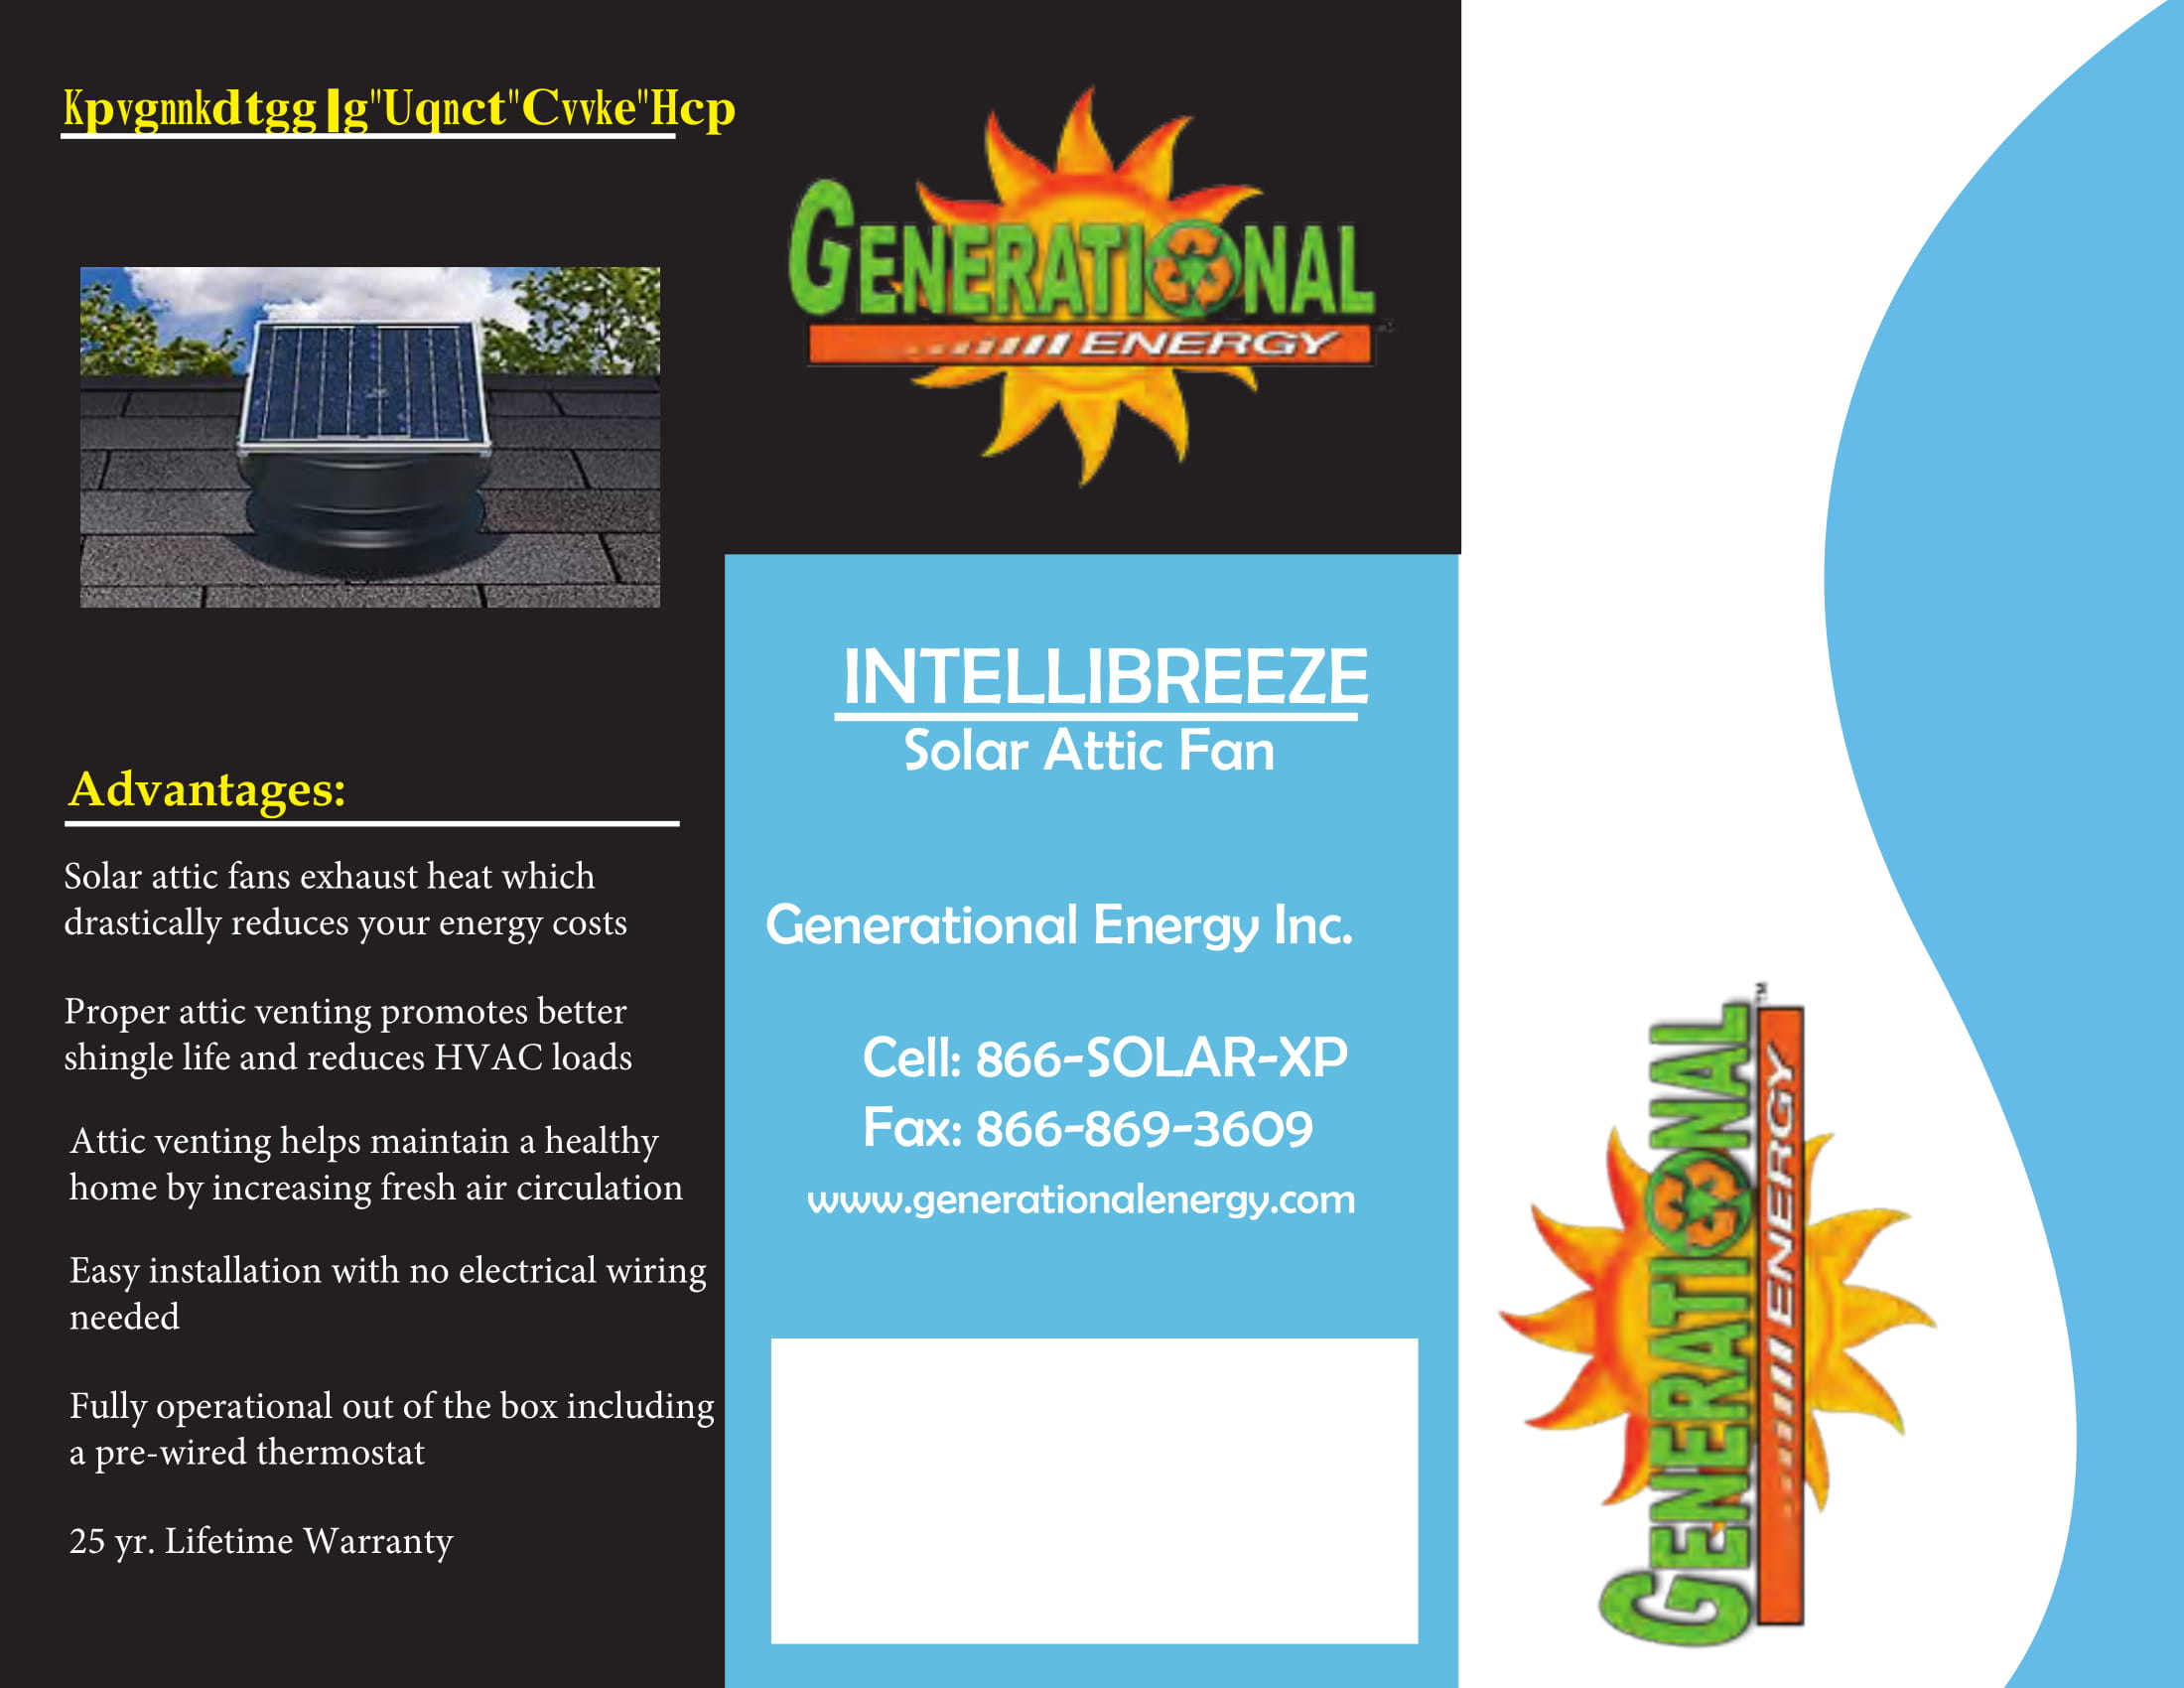 Kpvgnnkdtgg|g"Uqnct"Cvvke"Hcp
Advantages:
Solar attic fans exhaust heat which
drastically reduces your energy costs
Proper attic venting promotes better
shingle life and reduces HVAC loads
Attic venting helps maintain a healthy
home by increasing fresh air circulation
Easy installation with no electrical wiring
needed
Fully operational out of the box including
a pre-wired thermostat
25 yr. Lifetime Warranty
GENERATIONAL
ENERGY
INTELLIBREEZE
Solar Attic Fan
Generational Energy Inc.
Cell: 866-SOLAR-XP
Fax: 866-869-3609
www.generationalenergy.com
GENERATIONAL
ENERGY™